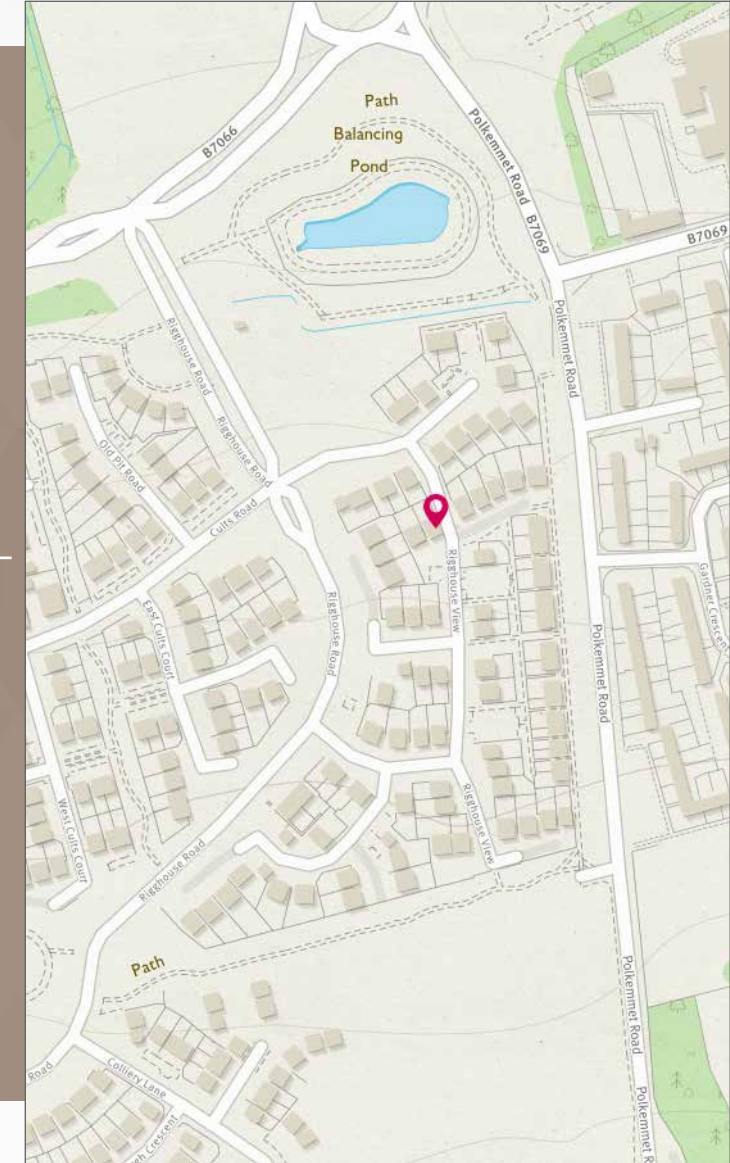 Path
Balancing
Pond
B7066
Polkemmet Road B7069
B7069
Polkemmet Road
Rigghouse Road
Rigghouse Road
Old Pit Road
Cults Road
Rigghouse View
Gardner Crescent
East Cults Court
Rigghouse Road
Polkemmet Road
West Cults Court
Rigghouse View
Rigghouse Road
Path
Polkemmet Road
Road
Colliery Lane
Crescent
Polkemmet R